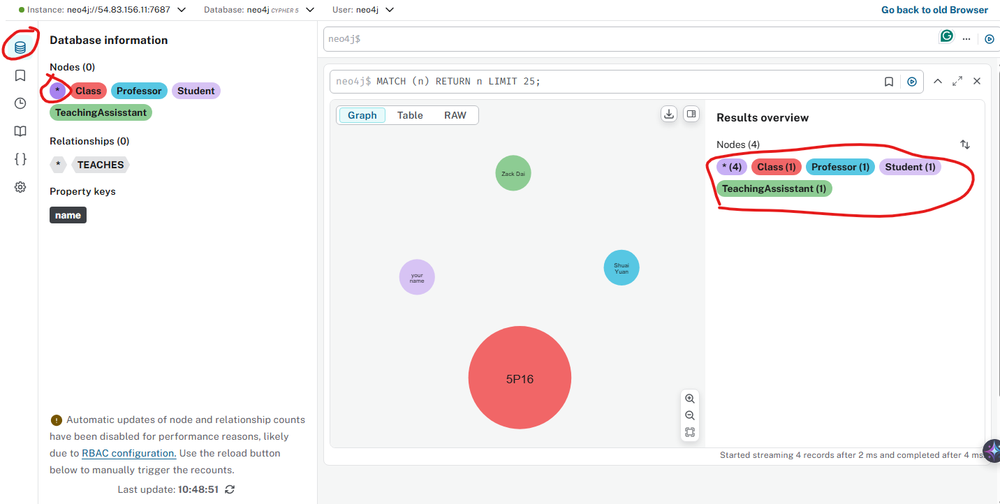 Instance: neo4j://54.83.156.11:7687 Database: neo4j CYPHER 5 User: neo4j Go back to old Browser
Database information
Nodes (0)
* Class Professor Student
TeachingAssisstant
Relationships (0)
* TEACHES
Property keys
name
Automatic updates of node and relationship counts
have been disabled for performance reasons, likely
due to RBAC configuration. Use the reload button
below to manually trigger the recounts.
Last update: 10:48:51
neo4j$
neo4j$ MATCH (n) RETURN n LIMIT 25;
Graph Table RAW
Zack Dai
Shuai
Yuan
your
name
5P16
Results overview
Nodes (4)
* (4) Class (1) Professor (1) Student (1)
TeachingAssisstant (1)
Started streaming 4 records after 2 ms and completed after 4 ms.